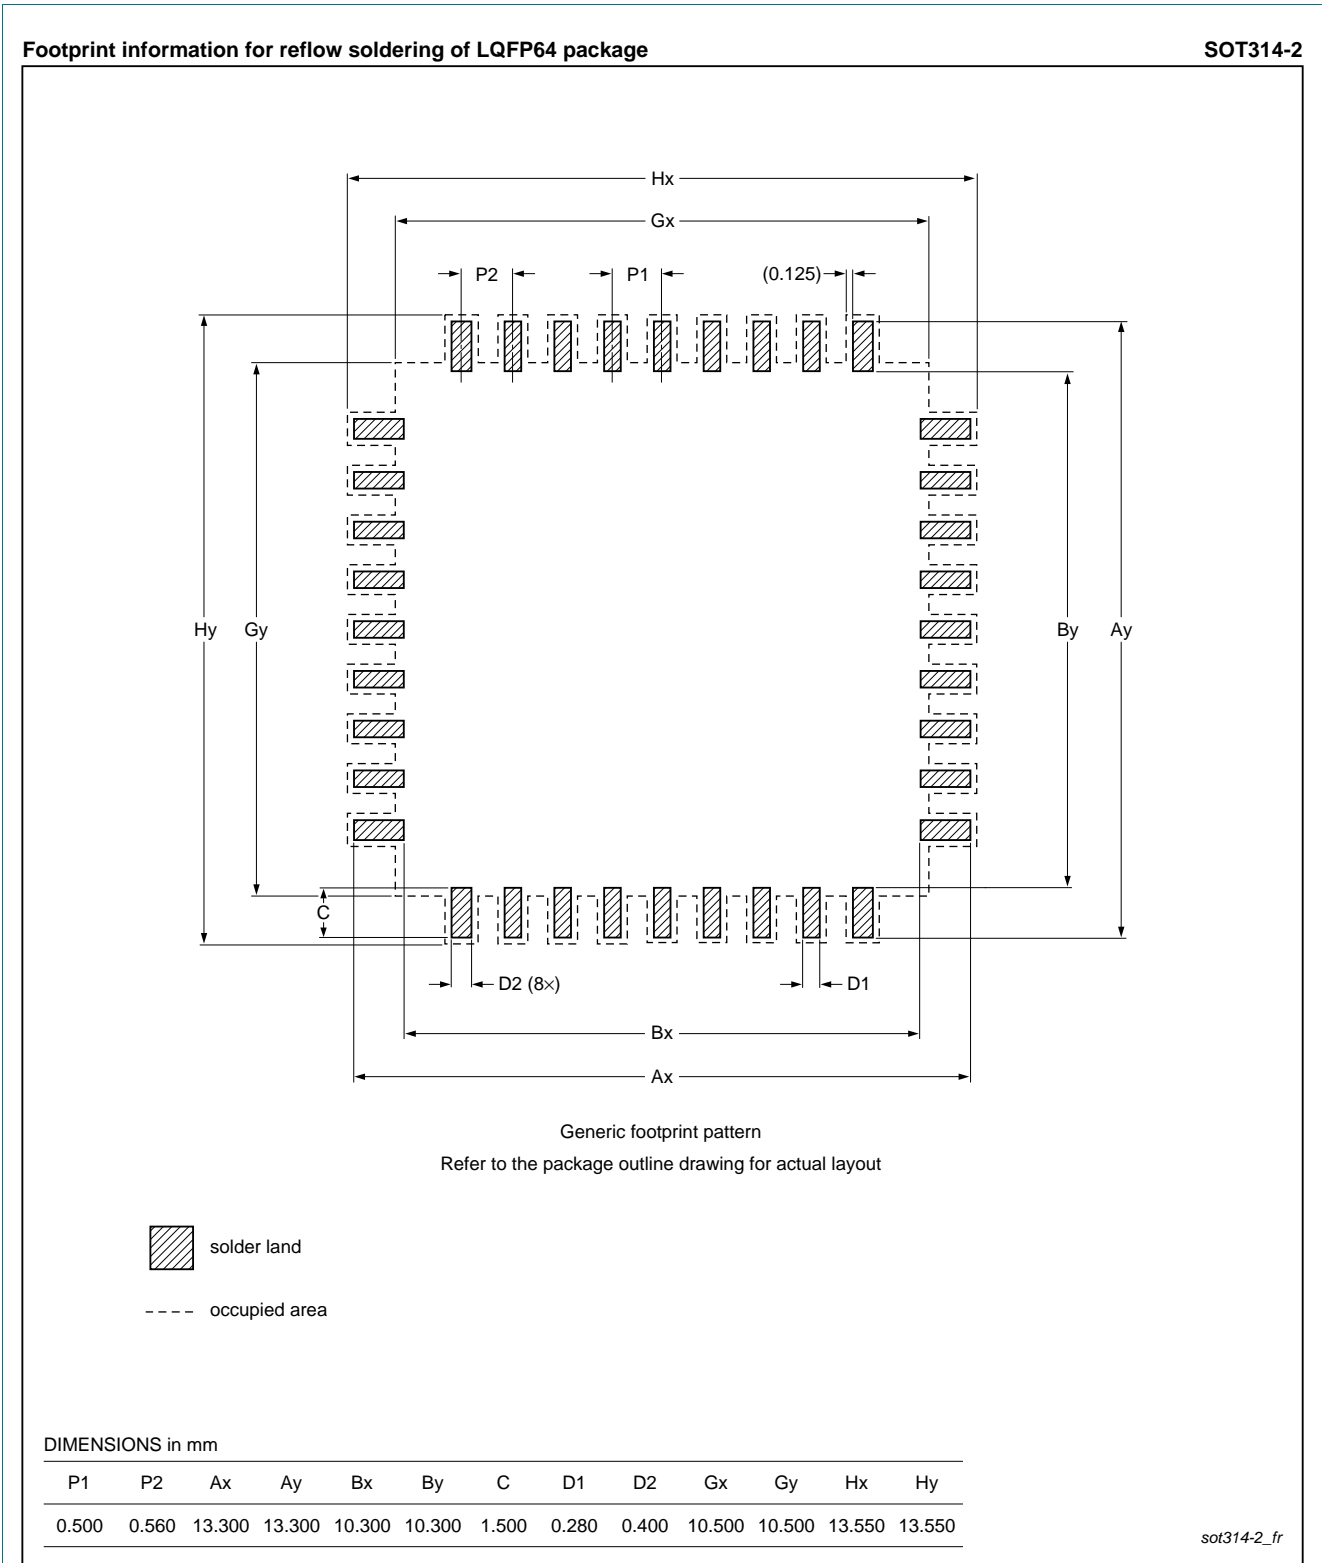 Footprint information for reflow soldering of LQFP64 package SOT314-2
Hx
Gx
P2 P1 (0.125)
Hy Gy By Ay
C
D2 (8×) D1
Bx
Ax
Generic footprint pattern
Refer to the package outline drawing for actual layout
solder land
occupied area
DIMENSIONS in mm
P1 P2 Ax Ay Bx By C D1 D2 Gx Gy Hx Hy
0.500 0.560 13.300 13.300 10.300 10.300 1.500 0.280 0.400 10.500 10.500 13.550 13.550
sot314-2_fr